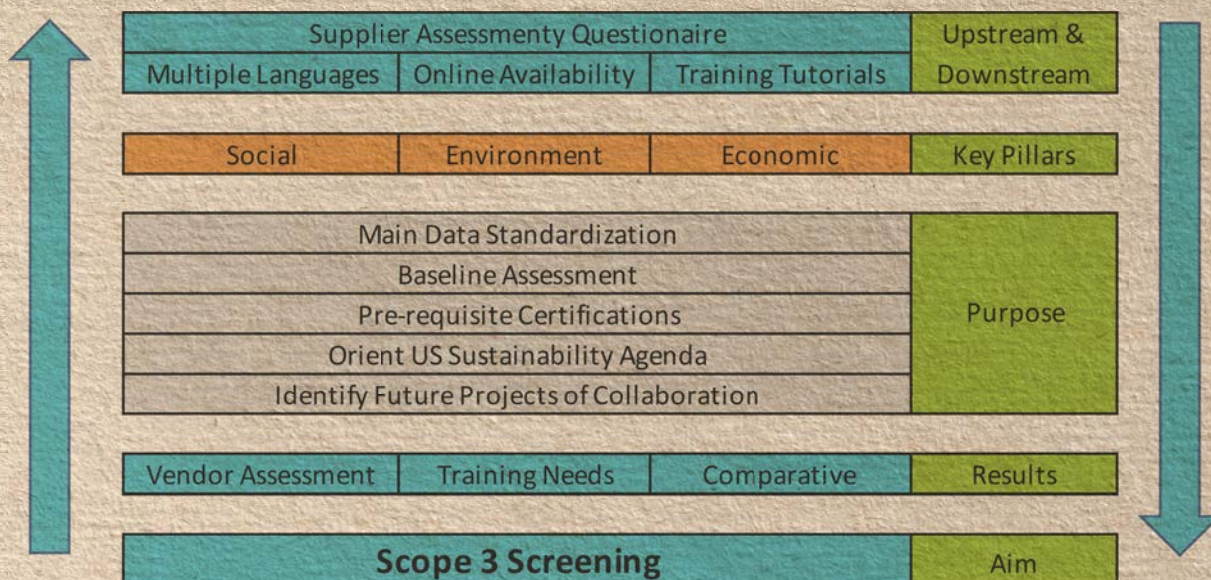 Supplier Assessmenty Questionaire
Upstream &
Downstream
Multiple Languages
Online Availability
Training Tutorials
Social
Environment
Economic
Key Pillars
Main Data Standardization
Baseline Assessment
Pre-requisite Certifications
Orient US Sustainability Agenda
Identify Future Projects of Collaboration
Purpose
Vendor Assessment
Training Needs
Comparative
Results
Scope 3 Screening
Aim